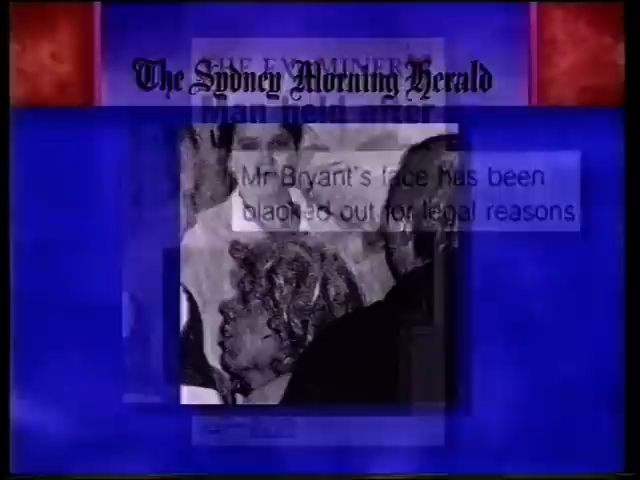 THE EXAMINER
The Sydney Morning Herald
Man held after
Mr Bryant's face has been
blacked out for legal reasons